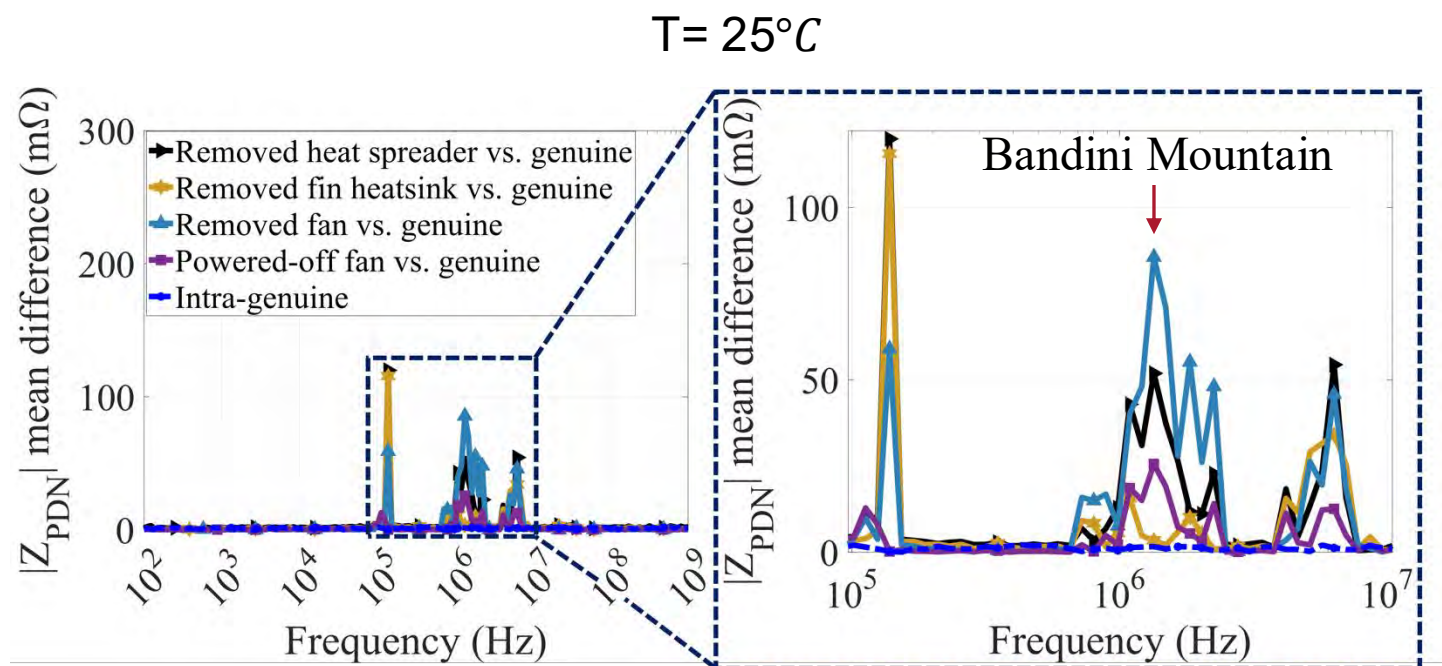 T= 25°C
|Z_PDN| mean difference (mΩ)
300
200
100
0
Removed heat spreader vs. genuine
Removed fin heatsink vs. genuine
Removed fan vs. genuine
Powered-off fan vs. genuine
Intra-genuine
10^2 10^3 10^4 10^5 10^6 10^7 10^8 10^9
Frequency (Hz)
|Z_PDN| mean difference (mΩ)
Bandini Mountain
100
50
0
10^5 10^6 10^7
Frequency (Hz)